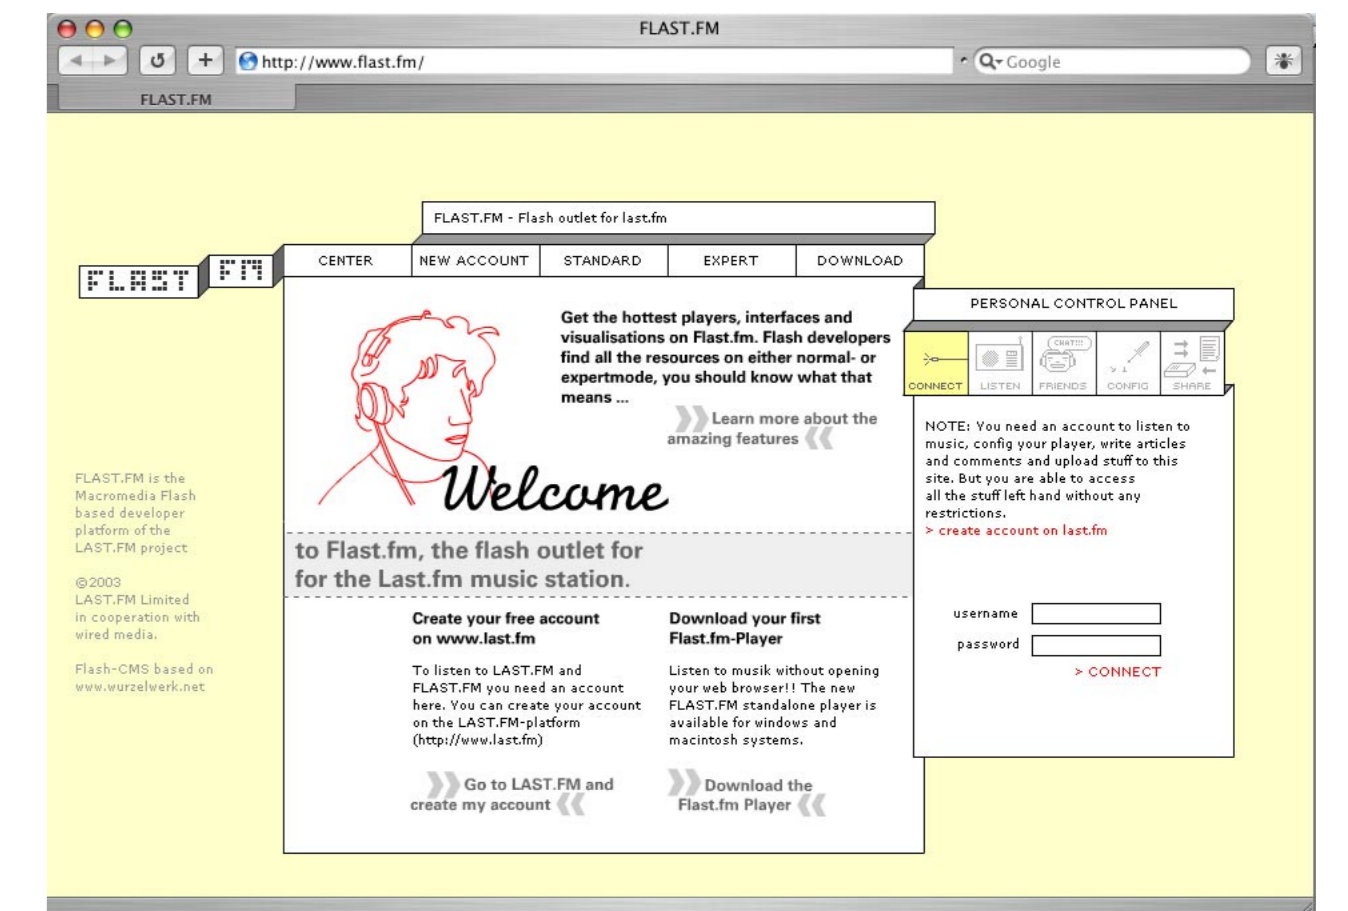 FLAST.FM
http://www.flast.fm/
Google
FLAST.FM
FLAST.FM - Flash outlet for last.fm
FLAST FM
CENTER
NEW ACCOUNT
STANDARD
EXPERT
DOWNLOAD
Get the hottest players, interfaces and
visualisations on Flast.fm. Flash developers
find all the resources on either normal- or
expertmode, you should know what that
means ...
Learn more about the
amazing features
Welcome
to Flast.fm, the flash outlet for
for the Last.fm music station.
Create your free account
on www.last.fm
To listen to LAST.FM and
FLAST.FM you need an account
here. You can create your account
on the LAST.FM-platform
(http://www.last.fm)
Go to LAST.FM and
create my account
Download your first
Flast.fm-Player
Listen to musik without opening
your web browser!! The new
FLAST.FM standalone player is
available for windows and
macintosh systems.
Download the
Flast.fm Player
PERSONAL CONTROL PANEL
CHAT!!!
CONNECT
LISTEN
FRIENDS
CONFIG
SHARE
NOTE: You need an account to listen to
music, config your player, write articles
and comments and upload stuff to this
site. But you are able to access
all the stuff left hand without any
restrictions.
> create account on last.fm
username
password
> CONNECT
FLAST.FM is the
Macromedia Flash
based developer
platform of the
LAST.FM project
©2003
LAST.FM Limited
in cooperation with
wired media.
Flash-CMS based on
www.wurzelwerk.net